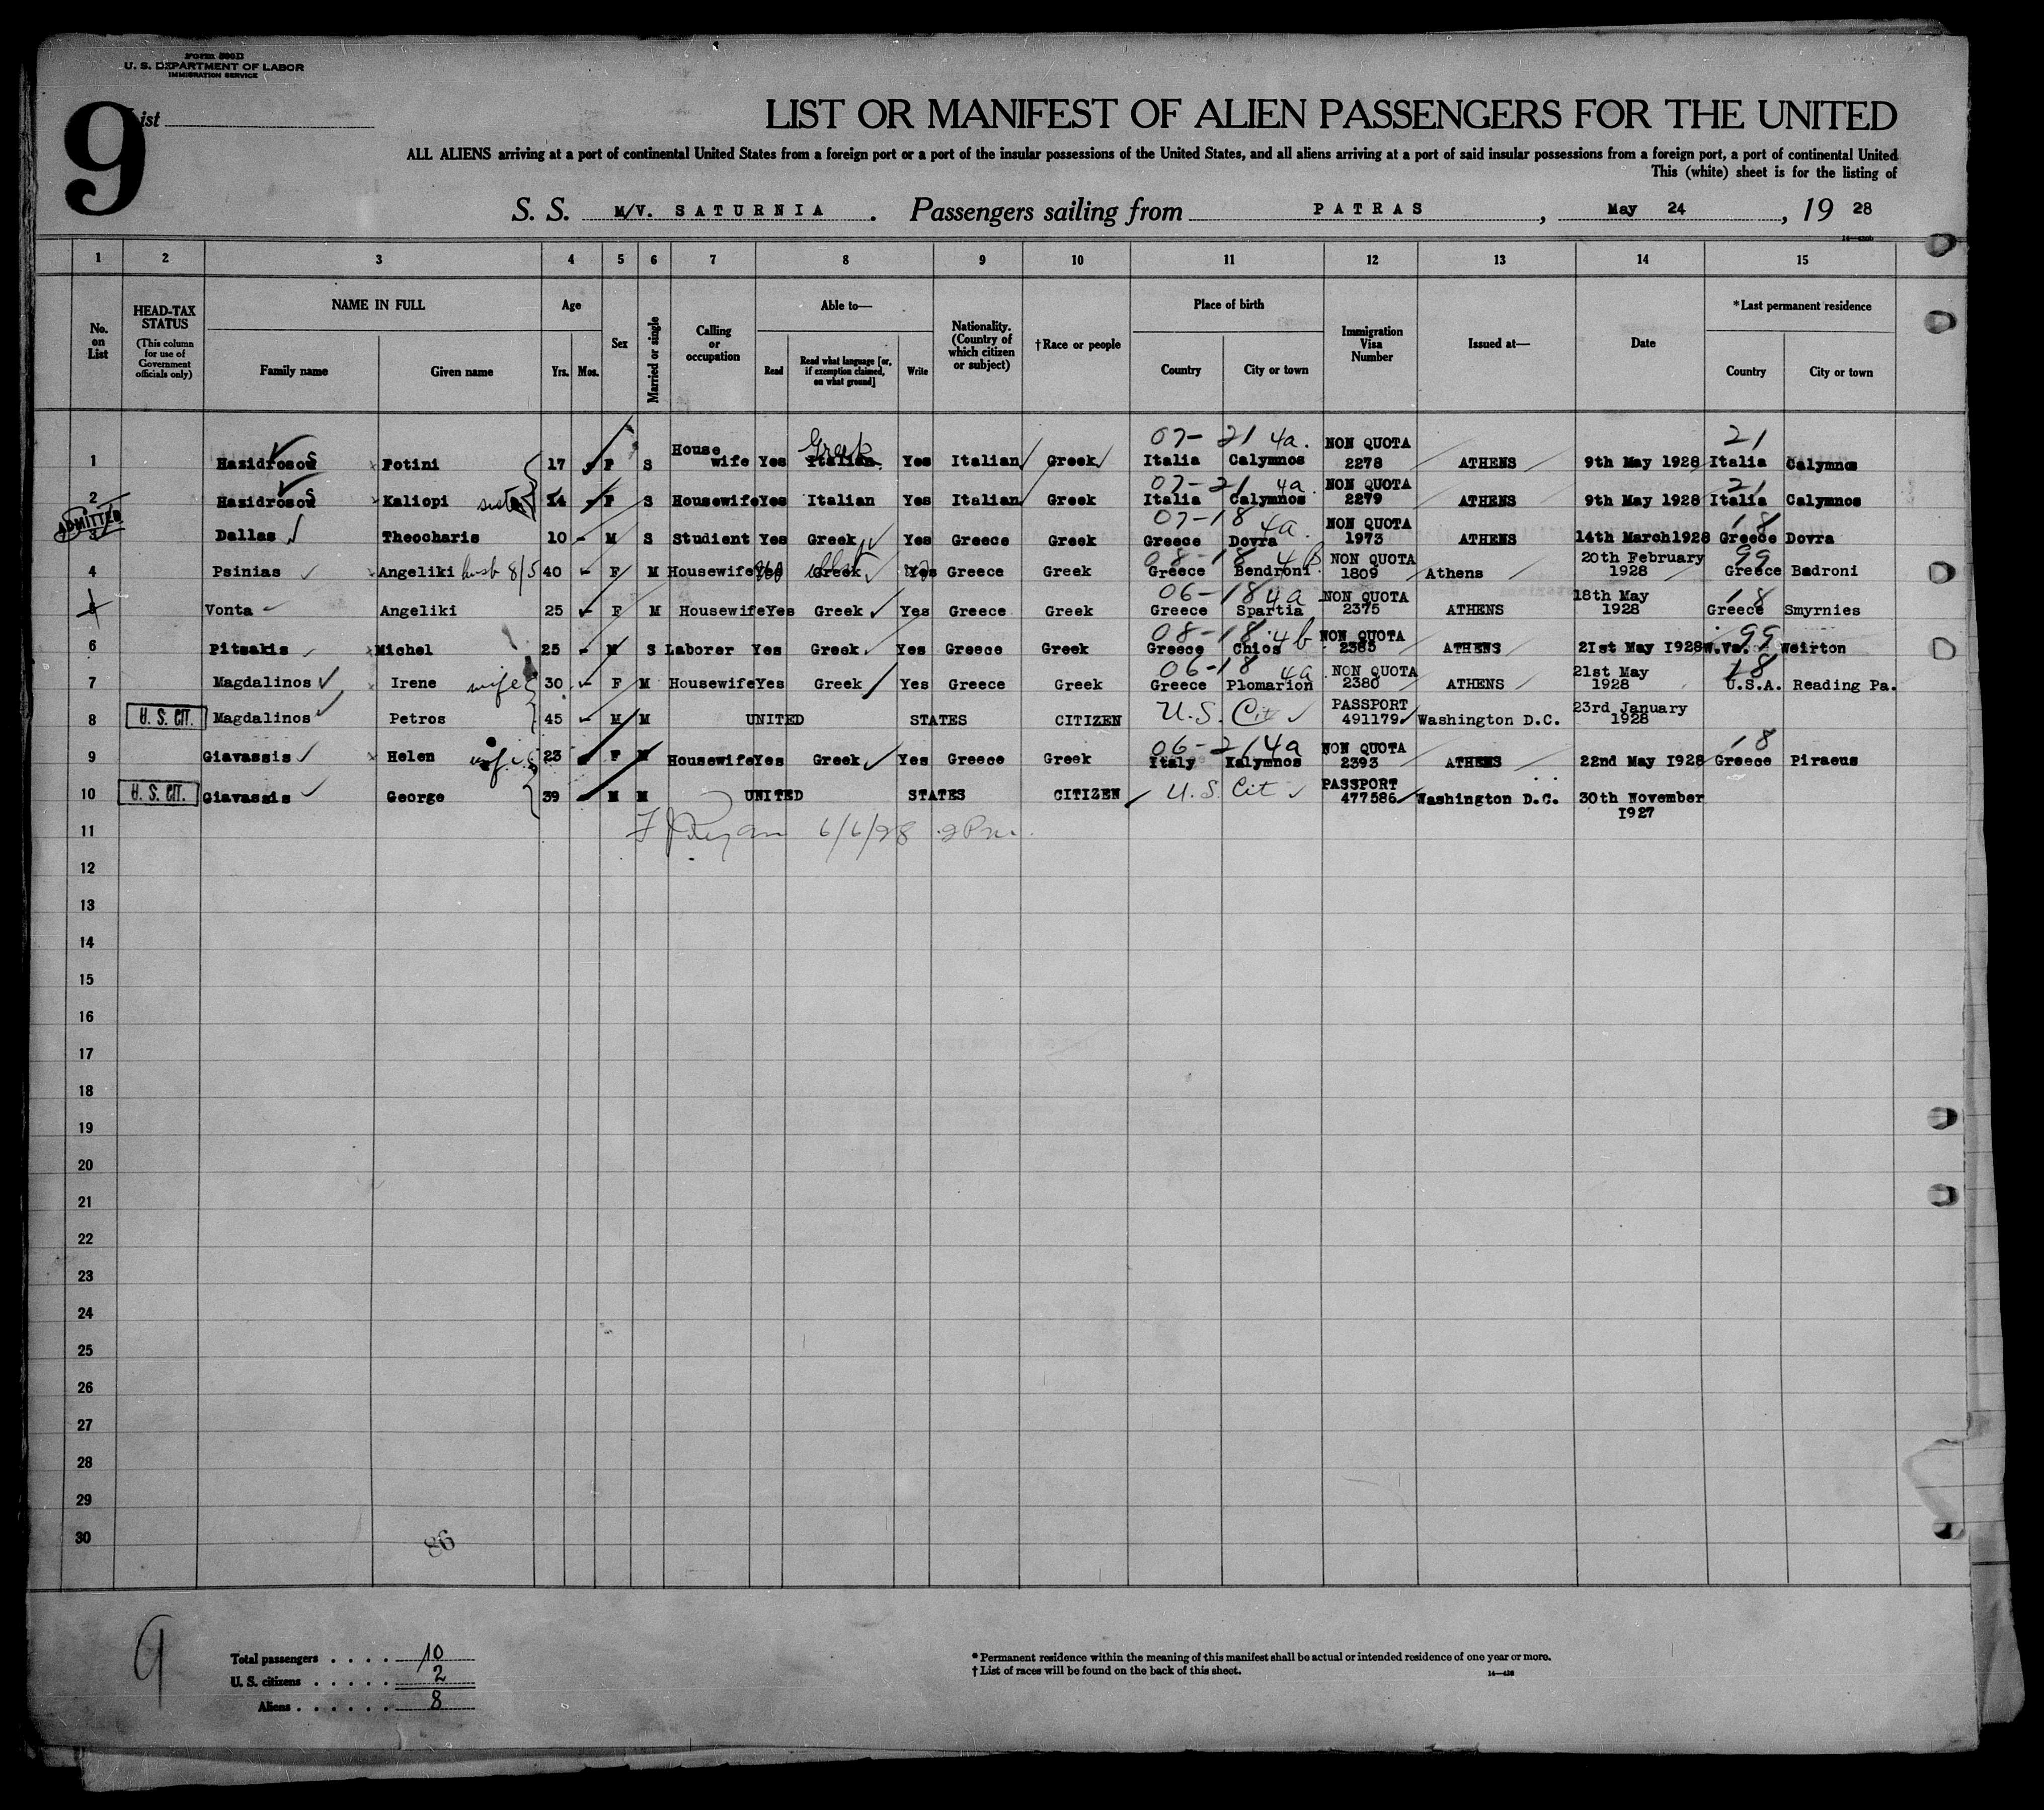 Form 500D
U. S. DEPARTMENT OF LABOR
IMMIGRATION SERVICE
9
List
LIST OR MANIFEST OF ALIEN PASSENGERS FOR THE UNITED
ALL ALIENS arriving at a port of continental United States from a foreign port or a port of the insular possessions of the United States, and all aliens arriving at a port of said insular possessions from a foreign port, a port of continental United
This (white) sheet is for the listing of
S. S. M/V. SATURNIA . Passengers sailing from PATRAS , May 24 , 19 28
1 2 3 4 5 6 7 8 9 10 11 12 13 14 15
No. on List
HEAD-TAX STATUS (This column for use of Government officials only)
NAME IN FULL Family name Given name
Age Yrs. Mos.
Sex
Married or single
Calling or occupation
Able to— Read Read what language [or, if exemption claimed, on what ground] Write
Nationality. (Country of which citizen or subject)
†Race or people
Place of birth Country City or town
Immigration Visa Number
Issued at—
Date
*Last permanent residence Country City or town
House Greek 07- 21 4a. NON QUOTA 21
1 Hazidrosos Fotini 17 F S wife Yes Italian Yes Italian Greek Italia Calymnos 2278 ATHENS 9th May 1928 Italia Calymnos
07-21 4a NON QUOTA 21
2 Hazidrosos Kaliopi sister 14 F S Housewife Yes Italian Yes Italian Greek Italia Calymnos 2279 ATHENS 9th May 1928 Italia Calymnos
ADMITTED 07-18 4a NON QUOTA 18
3 Dallas Theocharis 10 - M S Studient Yes Greek Yes Greece Greek Greece Dovra 1973 ATHENS 14th March 1928 Greece Dovra
08-18 4B NON QUOTA 20th February 99
4 Psinias Angeliki husb 8/5 40 - F M Housewife Yes Greek Yes Greece Greek Greece Bendroni 1809 Athens 1928 Greece Badroni
06-18 4a NON QUOTA 18th May 18
5 Vonta Angeliki 25 - F M Housewife Yes Greek Yes Greece Greek Greece Spartia 2375 ATHENS 1928 Greece Smyrnies
08-18 4b NON QUOTA 99
6 Pitsakis Michel 25 - M S Laborer Yes Greek Yes Greece Greek Greece Chios 2385 ATHENS 21st May 1928 W.Va. Weirton
06-18 4a NON QUOTA 21st May 18
7 Magdalinos Irene wife 30 - F M Housewife Yes Greek Yes Greece Greek Greece Plomarion 2380 ATHENS 1928 U.S.A. Reading Pa.
PASSPORT 23rd January
8 U. S. CIT. Magdalinos Petros 45 - M M UNITED STATES CITIZEN U.S. Cit 491179 Washington D.C. 1928
06-21 4a NON QUOTA 18
9 Giavassis Helen wife 23 F M Housewife Yes Greek Yes Greece Greek Italy Kalymnos 2393 ATHENS 22nd May 1928 Greece Piraeus
PASSPORT
10 U. S. CIT. Giavassis George 39 M M UNITED STATES CITIZEN U.S. Cit 477586 Washington D.C. 30th November
1927
11 F J Ryan 6/6/28 2 Pm.
12
13
14
15
16
17
18
19
20
21
22
23
24
25
26
27
28
29
30
86
9
Total passengers . . . . 10
U. S. citizens . . . . . 2
Aliens . . . . . . 8
* Permanent residence within the meaning of this manifest shall be actual or intended residence of one year or more.
† List of races will be found on the back of this sheet.